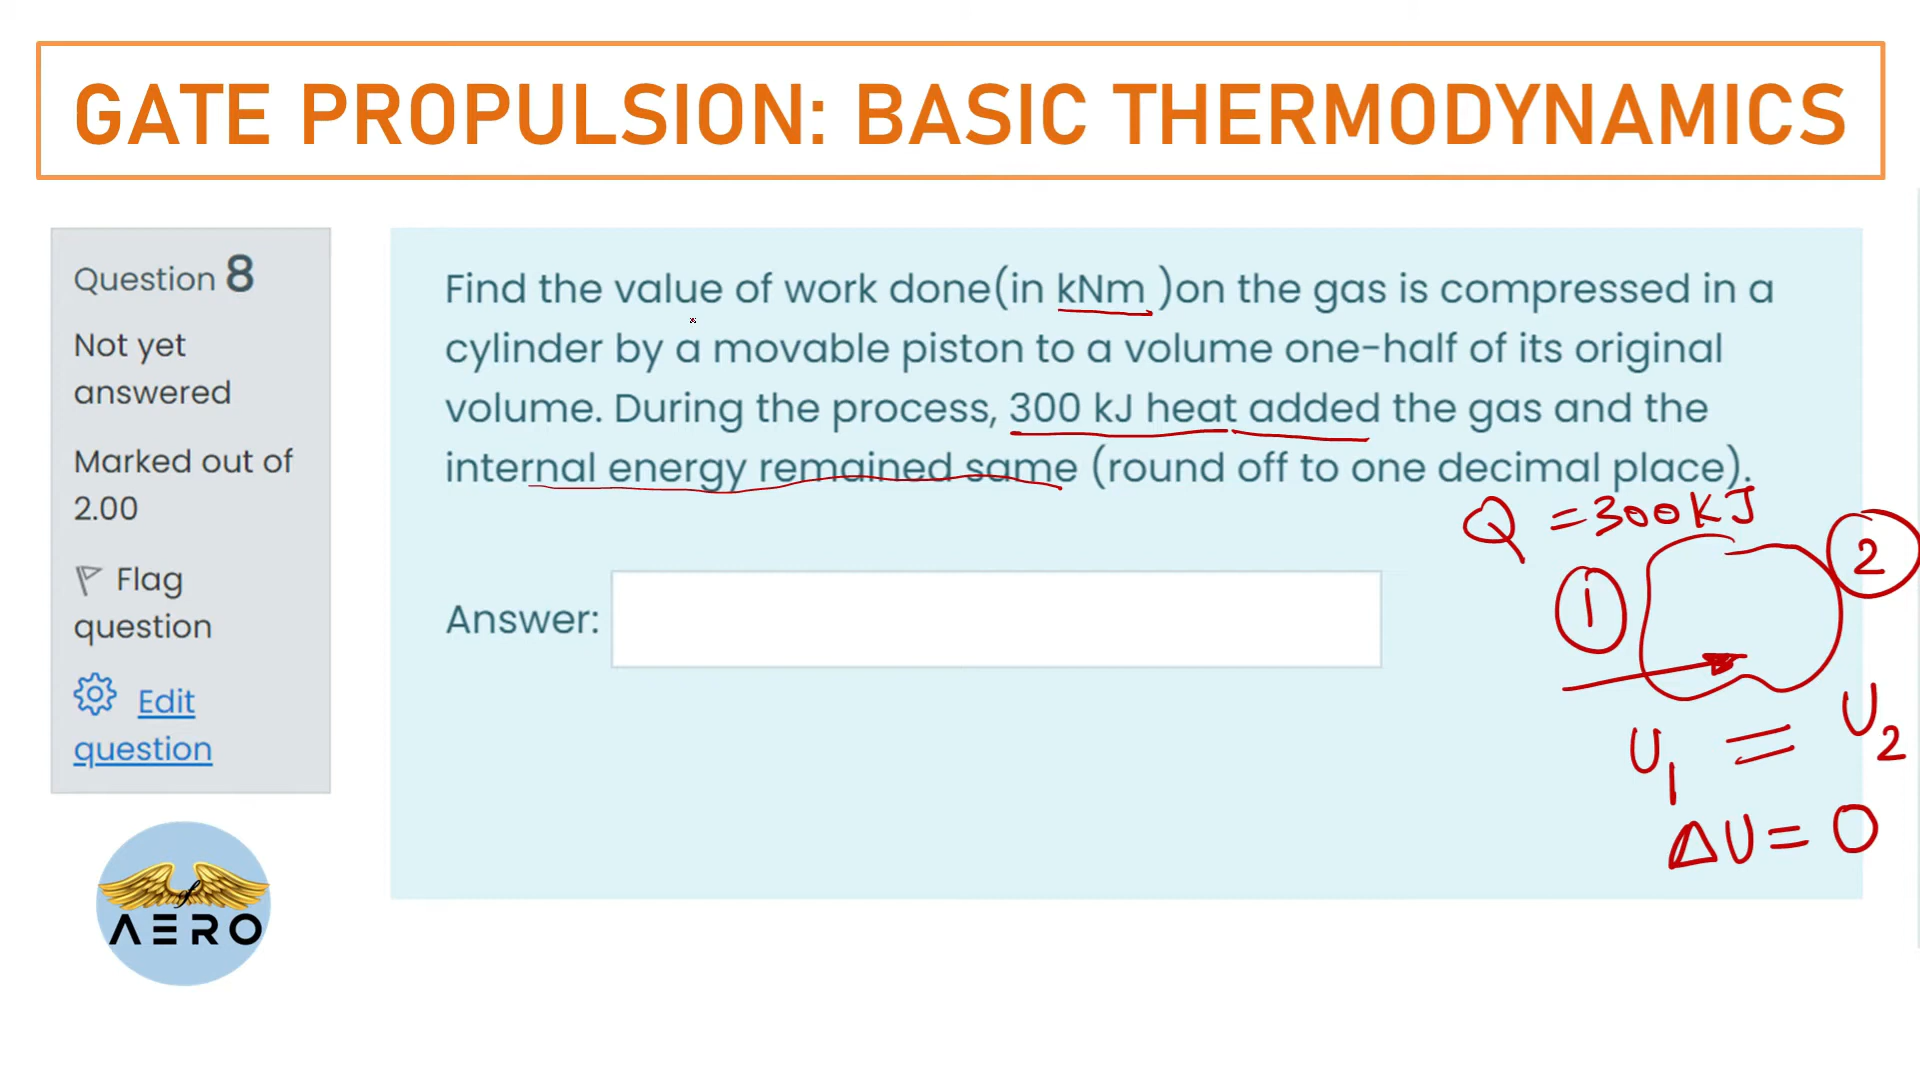 GATE PROPULSION: BASIC THERMODYNAMICS
Question 8
Not yet
answered
Marked out of
2.00
Flag
question
Edit
question
of
AERO
Find the value of work done(in kNm )on the gas is compressed in a
cylinder by a movable piston to a volume one-half of its original
volume. During the process, 300 kJ heat added the gas and the
internal energy remained same (round off to one decimal place).
Answer:
Q = 300 kJ
1
2
U1 = U2
ΔU = 0